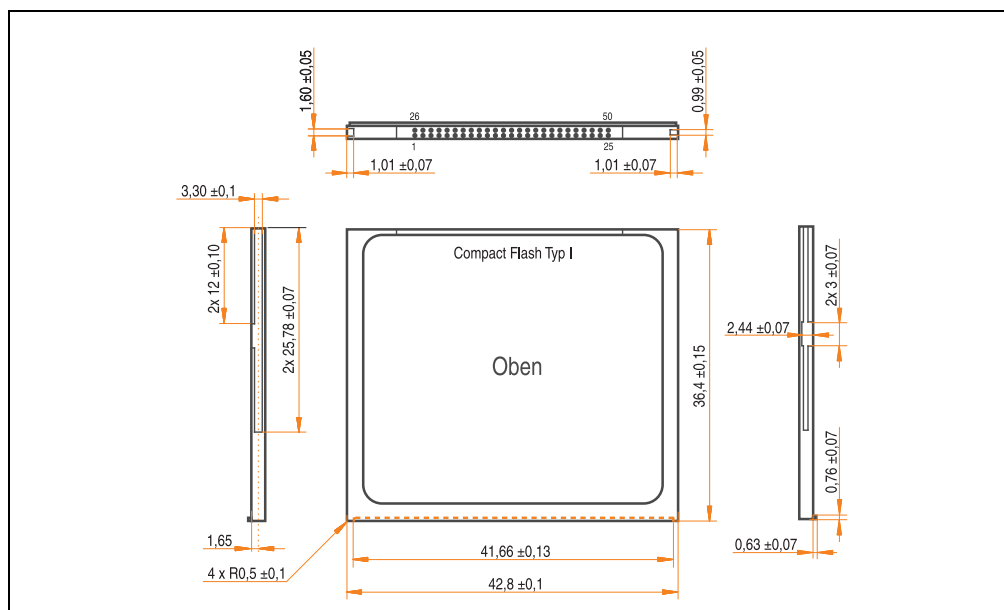 1,60 ±0,05
0,99 ±0,05
26
50
1
25
1,01 ±0,07
1,01 ±0,07
3,30 ±0,1
2x 12 ±0,10
2x 25,78 ±0,07
Compact Flash Typ I
Oben
36,4 ±0,15
2x 3 ±0,07
2,44 ±0,07
0,76 ±0,07
1,65
0,63 ±0,07
41,66 ±0,13
4 x R0,5 ±0,1
42,8 ±0,1